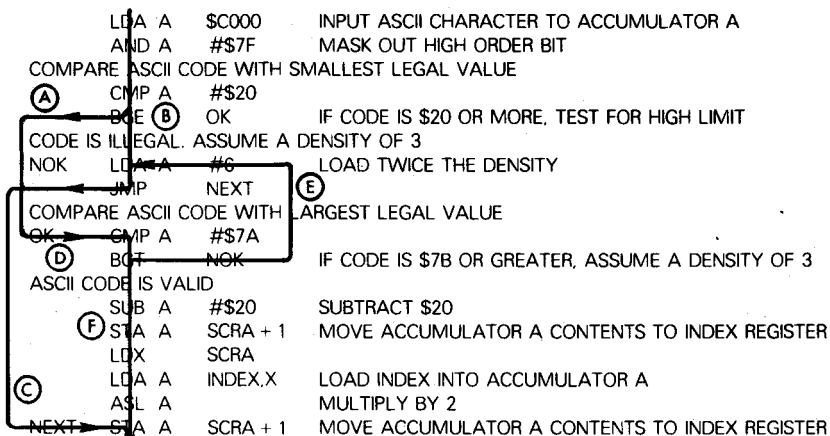 LDA A $C000 INPUT ASCII CHARACTER TO ACCUMULATOR A
AND A #$7F MASK OUT HIGH ORDER BIT
COMPARE ASCII CODE WITH SMALLEST LEGAL VALUE
A CMP A #$20
BGE B OK IF CODE IS $20 OR MORE, TEST FOR HIGH LIMIT
CODE IS ILLEGAL. ASSUME A DENSITY OF 3
NOK LDA A #6 LOAD TWICE THE DENSITY
JMP NEXT E
COMPARE ASCII CODE WITH LARGEST LEGAL VALUE
OK CMP A #$7A
D BGT NOK IF CODE IS $7B OR GREATER, ASSUME A DENSITY OF 3
ASCII CODE IS VALID
SUB A #$20 SUBTRACT $20
F STA A SCRA + 1 MOVE ACCUMULATOR A CONTENTS TO INDEX REGISTER
LDX SCRA
C LDA A INDEX,X LOAD INDEX INTO ACCUMULATOR A
ASL A MULTIPLY BY 2
NEXT STA A SCRA + 1 MOVE ACCUMULATOR A CONTENTS TO INDEX REGISTER